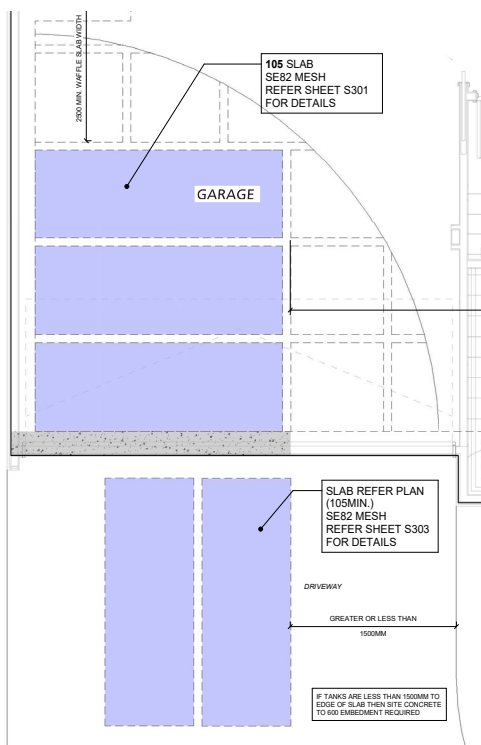 2500 MIN. WAFFLE SLAB WIDTH
105 SLAB
SE82 MESH
REFER SHEET S301
FOR DETAILS
GARAGE
SLAB REFER PLAN
(105MIN.)
SE82 MESH
REFER SHEET S303
FOR DETAILS
DRIVEWAY
GREATER OR LESS THAN
1500MM
IF TANKS ARE LESS THAN 1500MM TO
EDGE OF SLAB THEN SITE CONCRETE
TO 600 EMBEDMENT REQUIRED